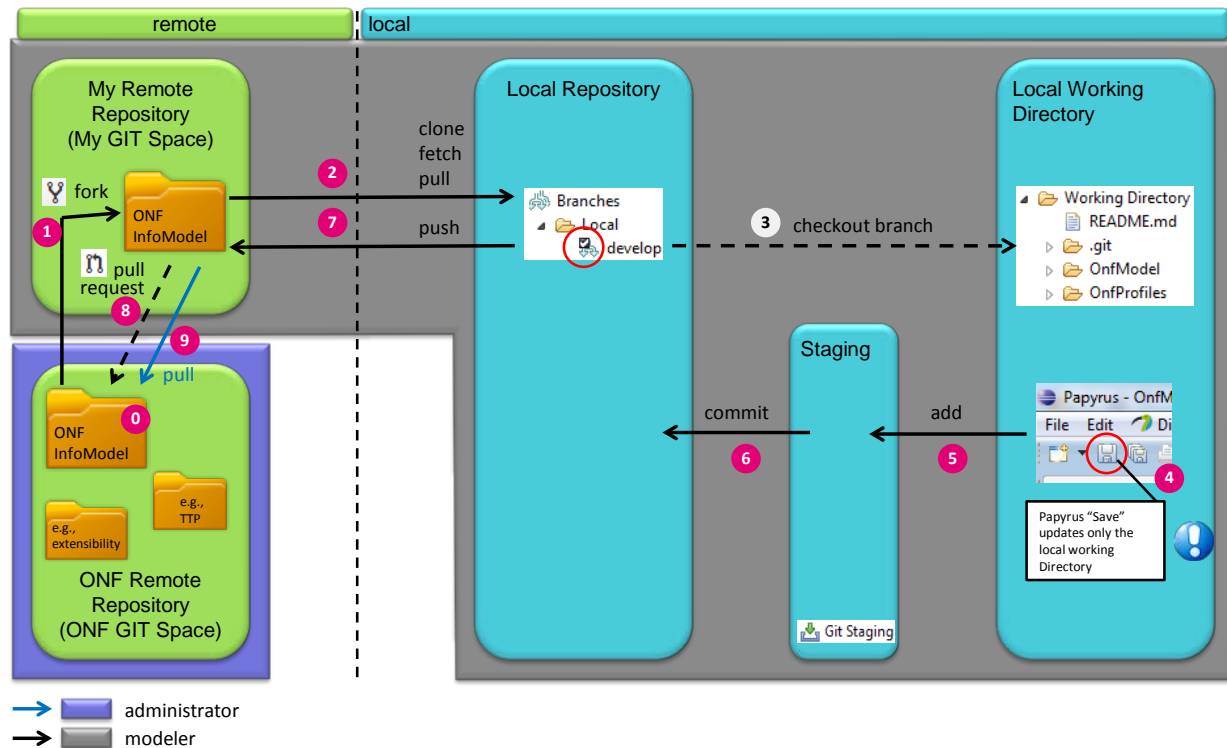 remote
local
My Remote
Repository
(My GIT Space)
fork
1
ONF
InfoModel
pull
request
8
9
pull
2
7
clone
fetch
pull
push
Local Repository
Branches
Local
develop
3
checkout branch
Local Working
Directory
Working Directory
README.md
.git
OnfModel
OnfProfiles
Staging
commit
6
add
5
Git Staging
Papyrus - OnfM
File Edit Di
4
Papyrus “Save”
updates only the
local working
Directory
ONF
InfoModel
0
e.g.,
TTP
e.g.,
extensibility
ONF Remote
Repository
(ONF GIT Space)
administrator
modeler